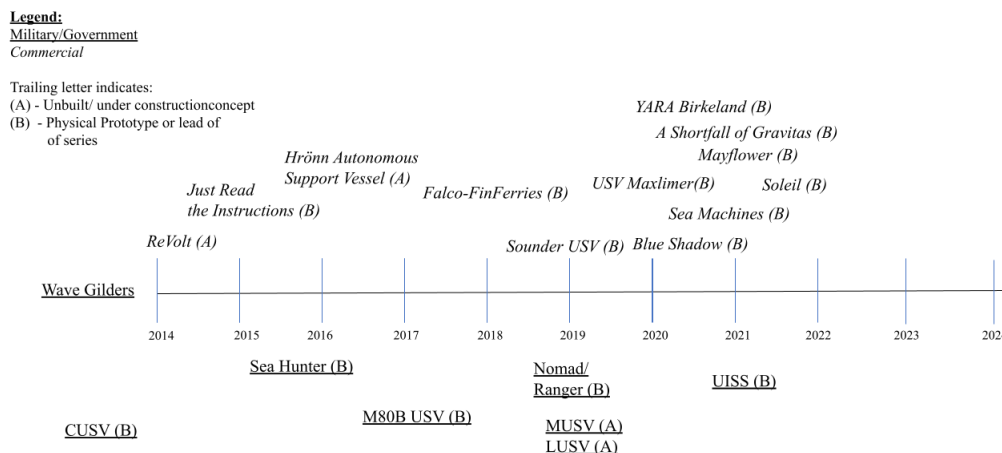 Legend:
Military/Government
Commercial
Trailing letter indicates:
(A) - Unbuilt/ under constructionconcept
(B) - Physical Prototype or lead of
of series
YARA Birkeland (B)
A Shortfall of Gravitas (B)
Mayflower (B)
Hrönn Autonomous
Support Vessel (A)
Just Read
the Instructions (B)
Falco-FinFerries (B)
USV Maxlimer(B)
Soleil (B)
Sea Machines (B)
ReVolt (A)
Sounder USV (B)
Blue Shadow (B)
Wave Gilders
2014 2015 2016 2017 2018 2019 2020 2021 2022 2023
Sea Hunter (B)
Nomad/
Ranger (B)
UISS (B)
M80B USV (B)
CUSV (B)
MUSV (A)
LUSV (A)